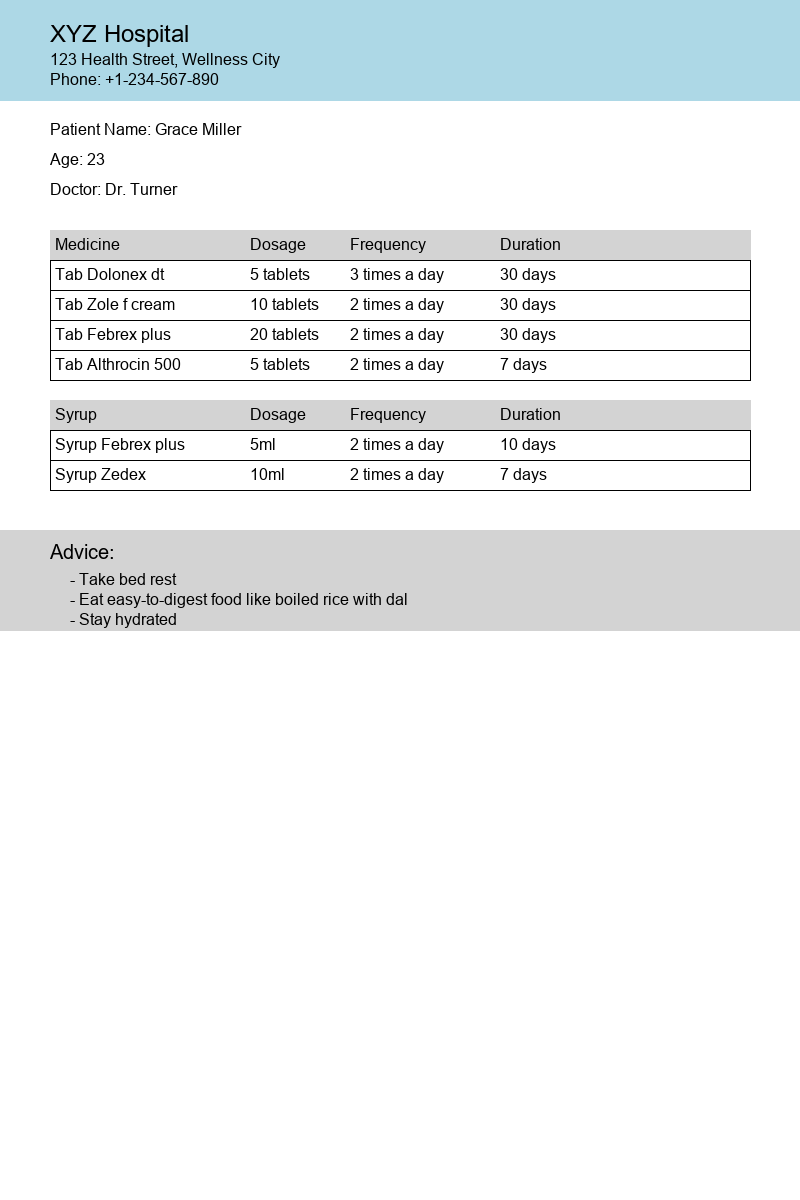 XYZ Hospital
123 Health Street, Wellness City
Phone: +1-234-567-890
Patient Name: Grace Miller
Age: 23
Doctor: Dr. Turner
Medicine Dosage Frequency Duration
Tab Dolonex dt 5 tablets 3 times a day 30 days
Tab Zole f cream 10 tablets 2 times a day 30 days
Tab Febrex plus 20 tablets 2 times a day 30 days
Tab Althrocin 500 5 tablets 2 times a day 7 days
Syrup Dosage Frequency Duration
Syrup Febrex plus 5ml 2 times a day 10 days
Syrup Zedex 10ml 2 times a day 7 days
Advice:
- Take bed rest
- Eat easy-to-digest food like boiled rice with dal
- Stay hydrated